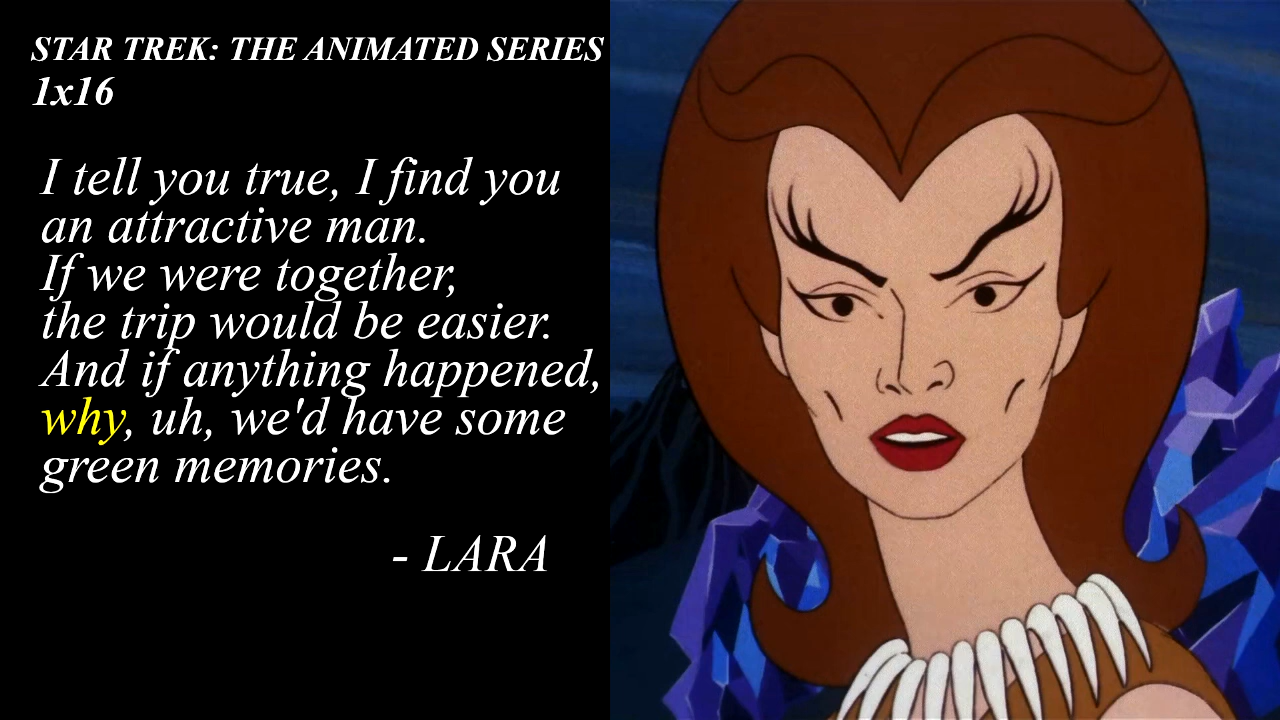 STAR TREK: THE ANIMATED SERIES
1x16
I tell you true, I find you
an attractive man.
If we were together,
the trip would be easier.
And if anything happened,
why, uh, we'd have some
green memories.
- LARA